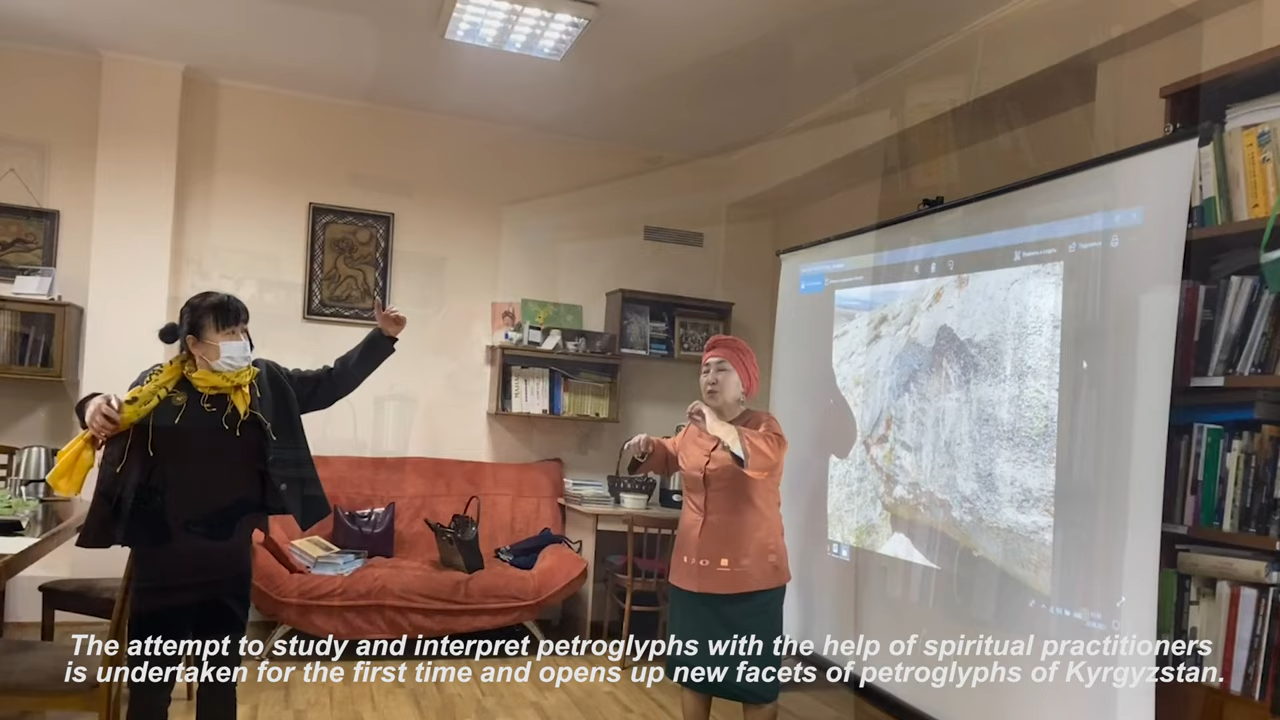 The attempt to study and interpret petroglyphs with the help of spiritual practitioners
is undertaken for the first time and opens up new facets of petroglyphs of Kyrgyzstan.